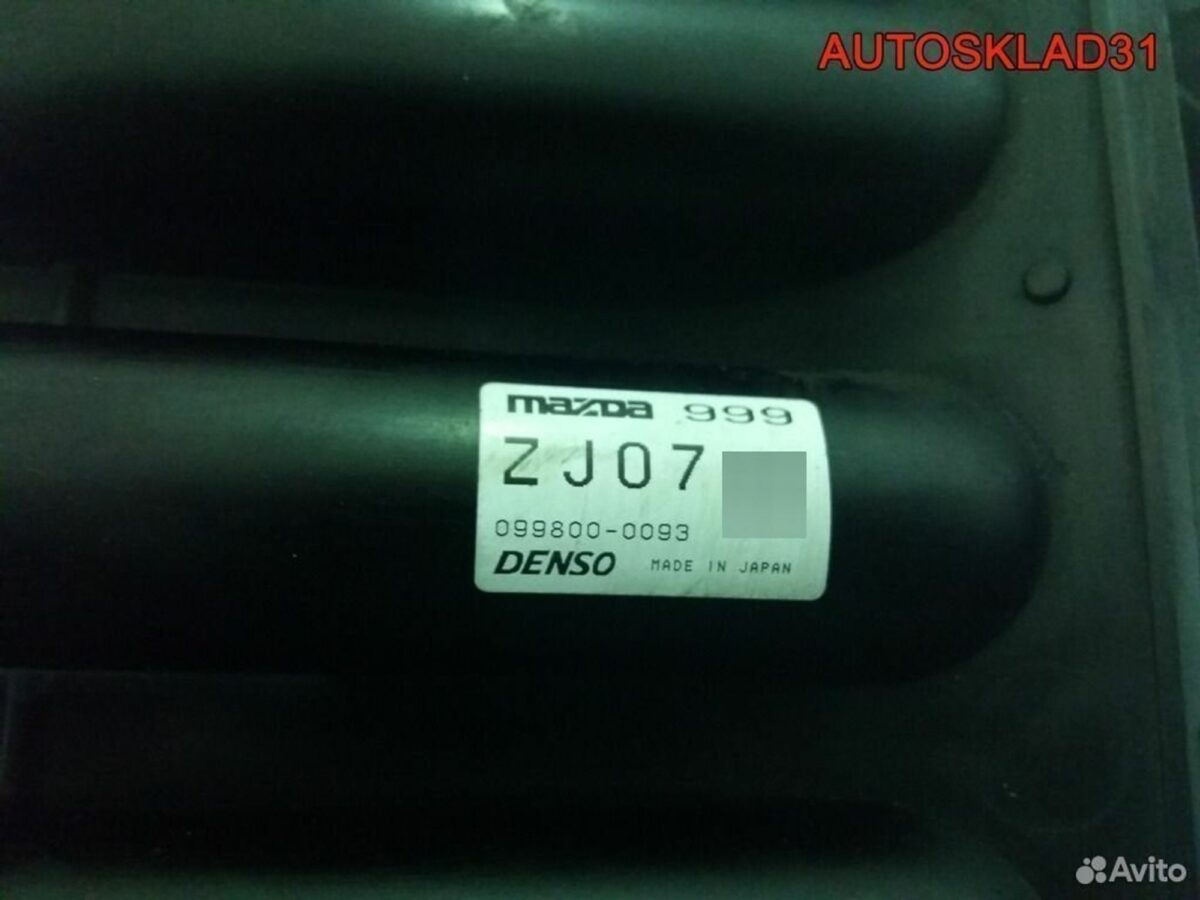 AUTOSKLAD31
mazda 999
ZJ07
099800-0093
DENSO MADE IN JAPAN
Avito